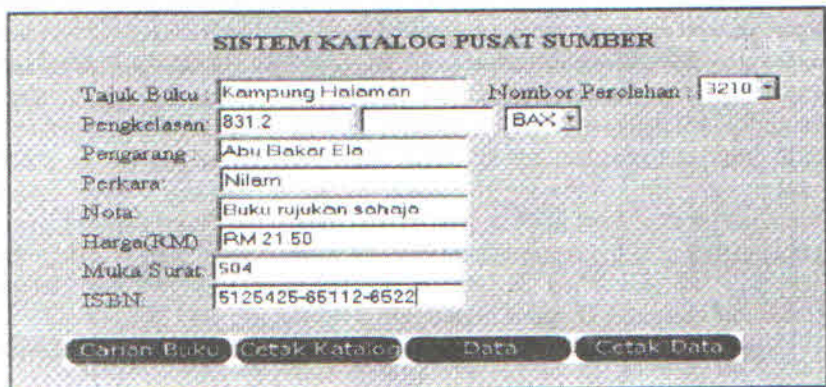 SISTEM KATALOG PUSAT SUMBER
Tajuk Buku : Kampung Halaman Nombor Perolehan : 3210
Pengkelasan: 831.2 BAX
Pengarang : Abu Bakar Ela
Perkara: Nilam
Nota: Buku rujukan sahaja
Harga(RM) RM 21.50
Muka Surat: 504
ISBN: 5125425-65112-6522
Carian Buku Cetak Katalog Data Cetak Data